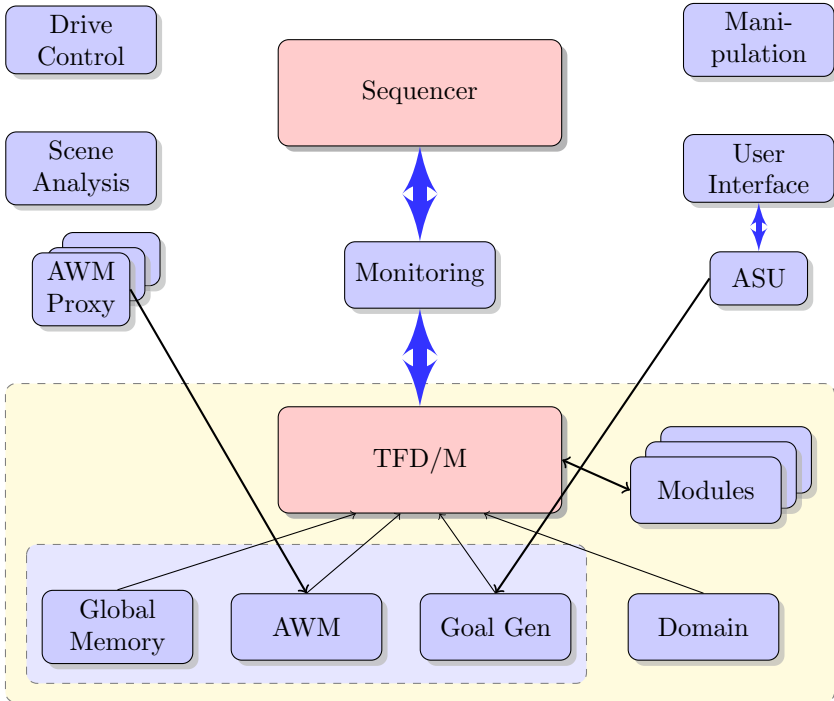 Drive
Control
Sequencer
Mani-
pulation
Scene
Analysis
User
Interface
AWM
Proxy
Monitoring
ASU
TFD/M
Modules
Global
Memory
AWM
Goal Gen
Domain